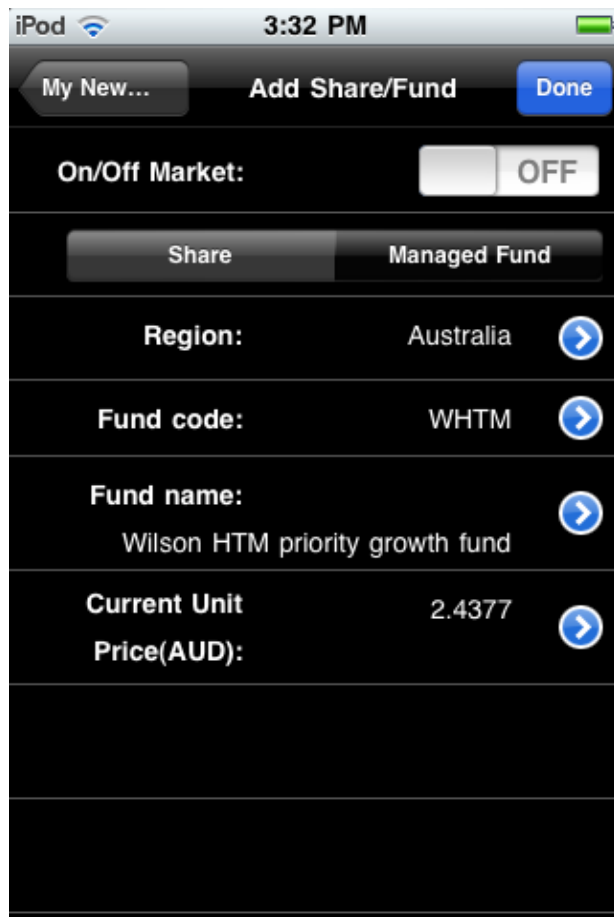 iPod 3:32 PM
My New... Add Share/Fund Done
On/Off Market: OFF
Share Managed Fund
Region: Australia
Fund code: WHTM
Fund name:
Wilson HTM priority growth fund
Current Unit 2.4377
Price(AUD):